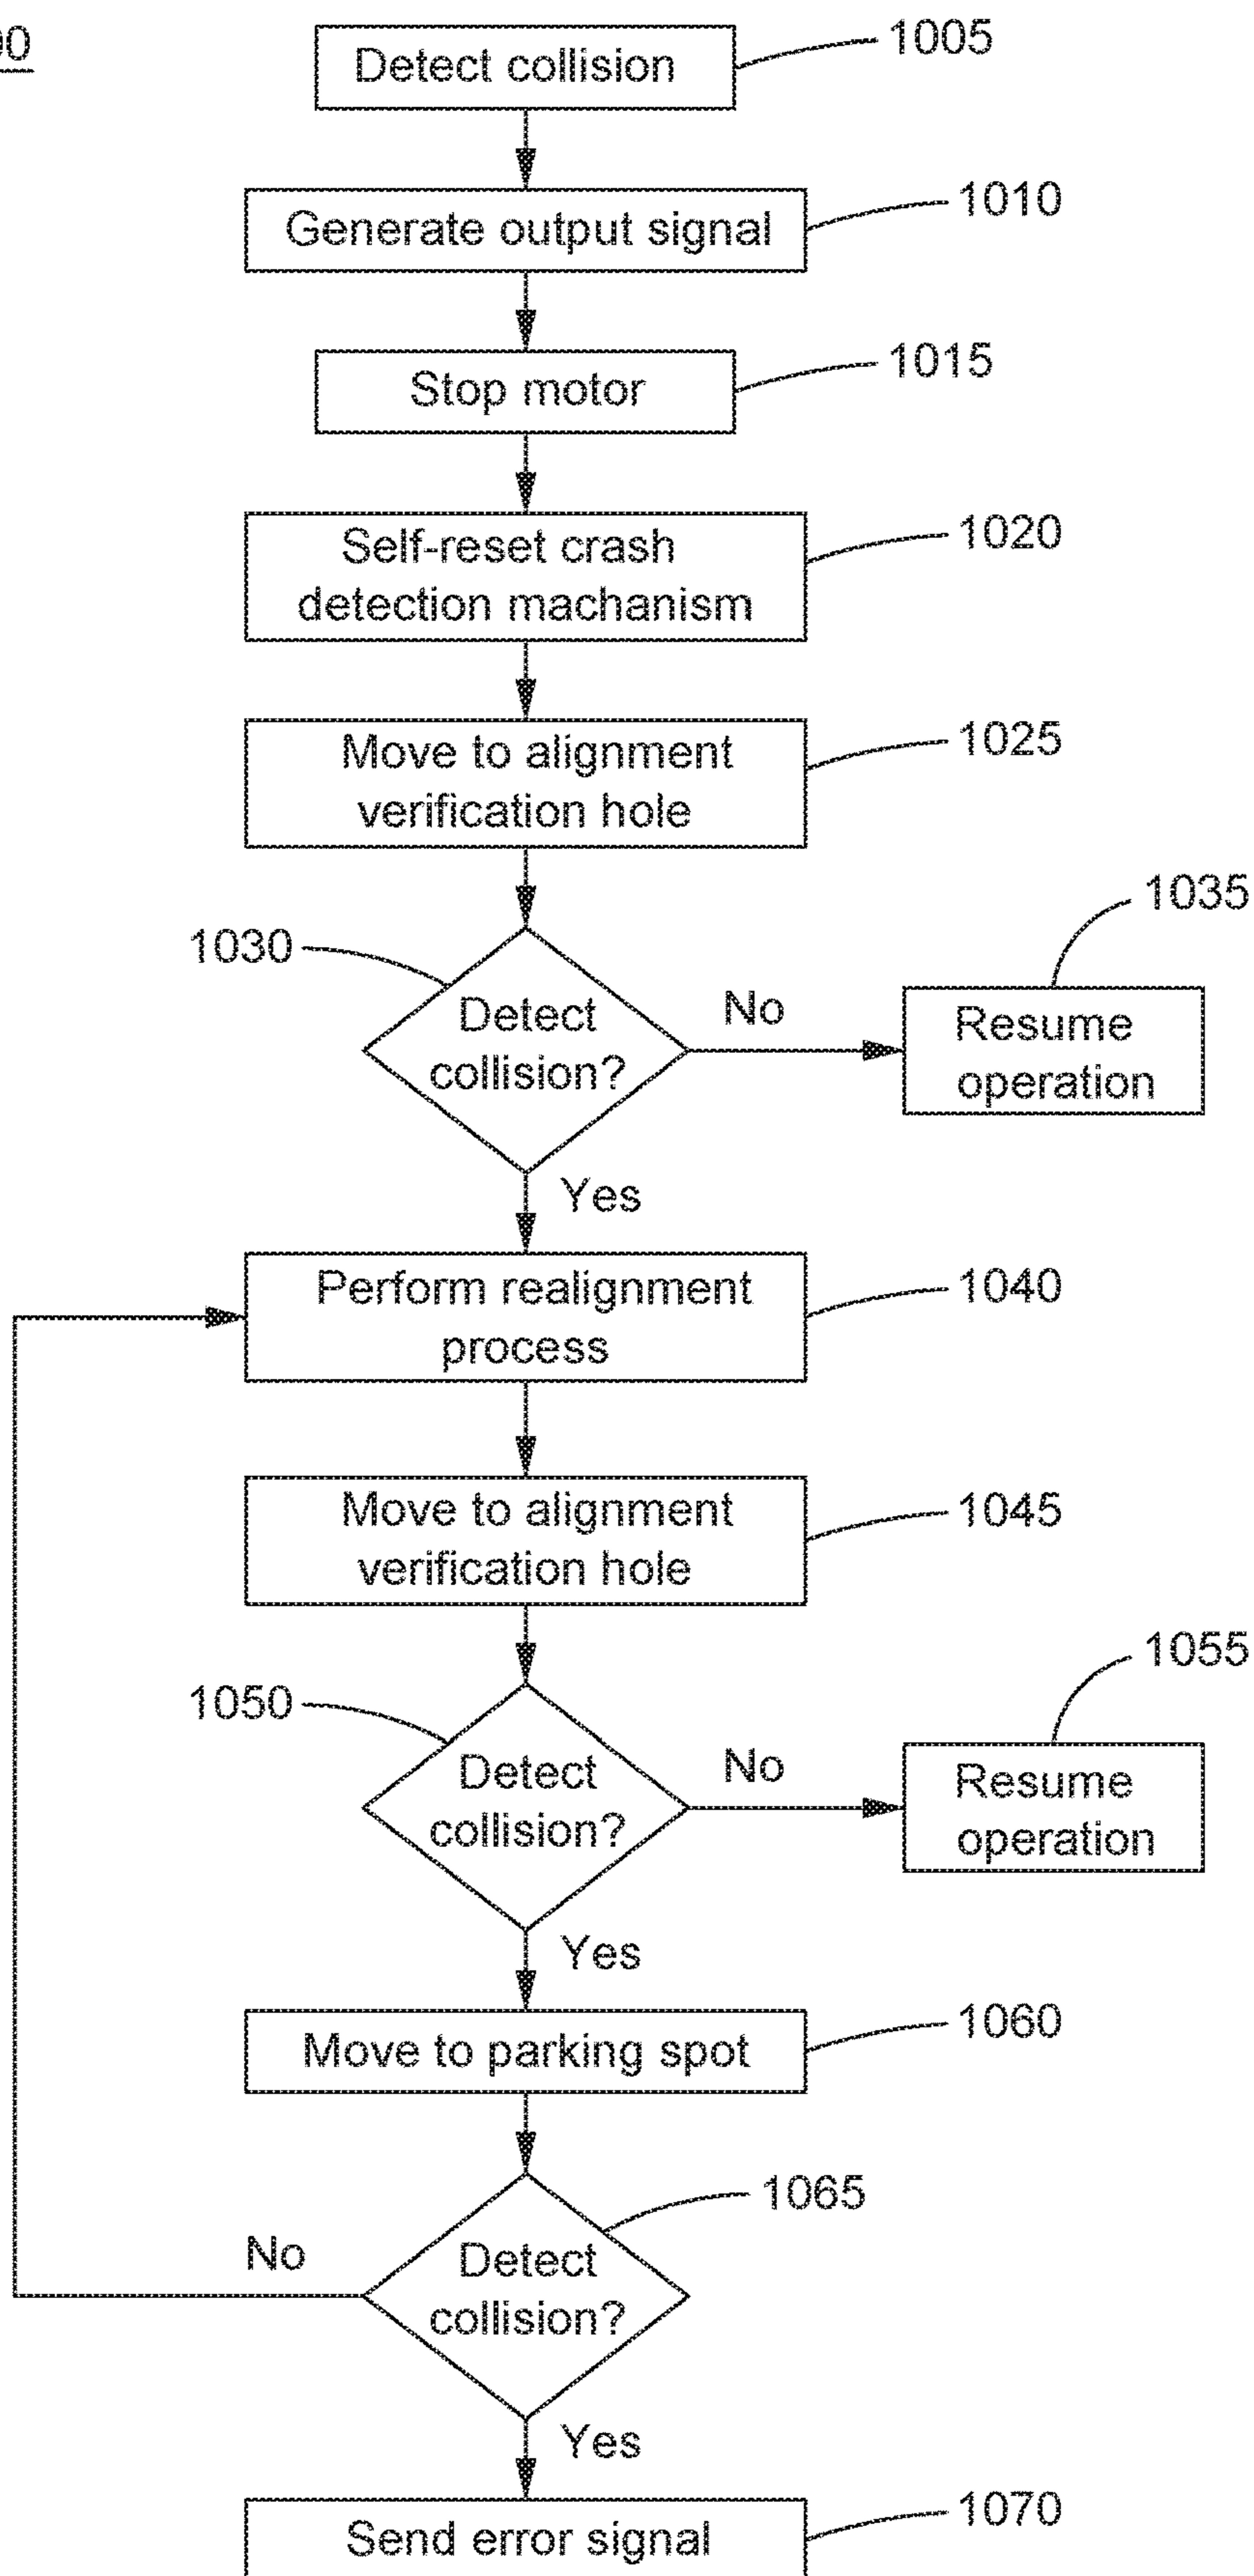 Detect collision
1005
Generate output signal
1010
Stop motor
1015
Self-reset crash
detection machanism
1020
Move to alignment
verification hole
1025
1030
Detect
collision?
No
1035
Resume
operation
Yes
Perform realignment
process
1040
Move to alignment
verification hole
1045
1050
Detect
collision?
No
1055
Resume
operation
Yes
Move to parking spot
1060
1065
Detect
collision?
No
Yes
Send error signal
1070